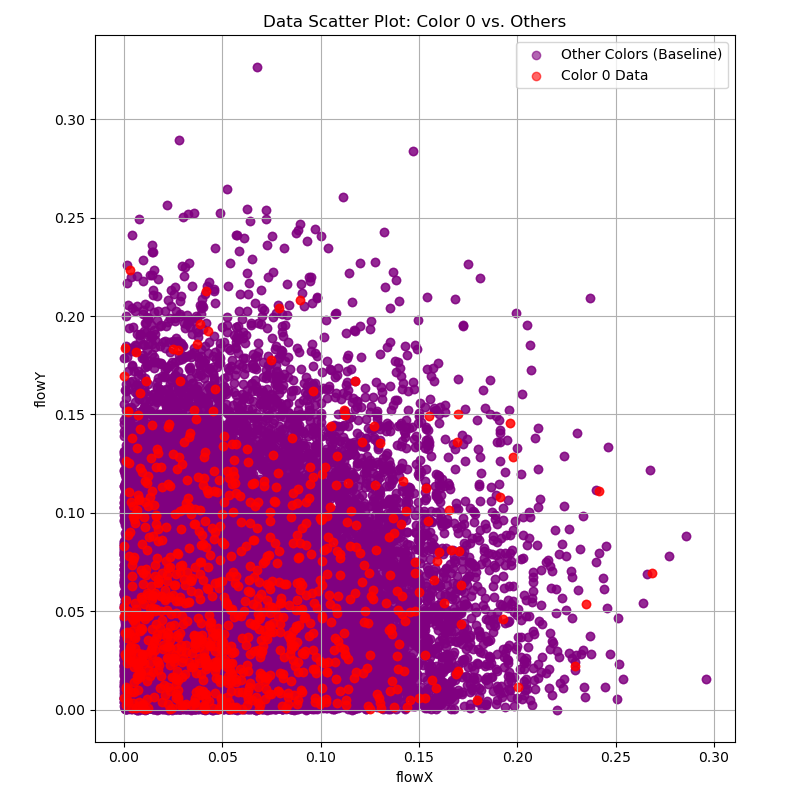 Data Scatter Plot: Color 0 vs. Others
Other Colors (Baseline)
Color 0 Data
flowY
0.30
0.25
0.20
0.15
0.10
0.05
0.00
0.00 0.05 0.10 0.15 0.20 0.25 0.30
flowX